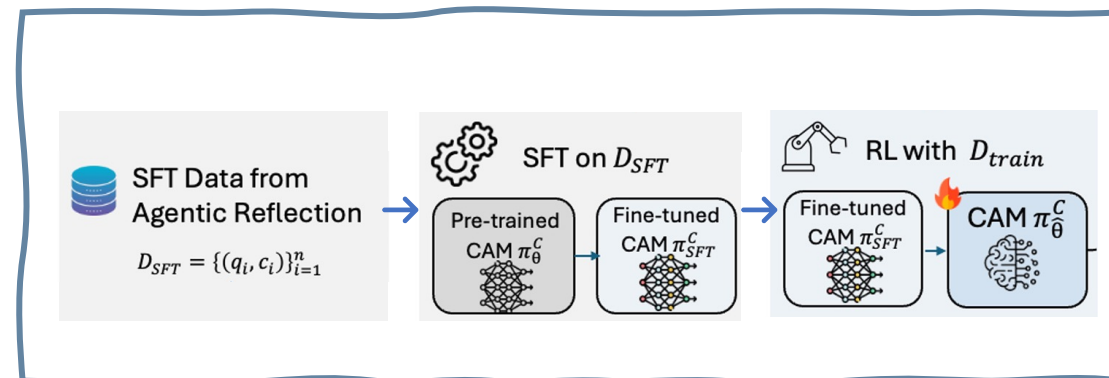 SFT Data from
Agentic Reflection
D_{SFT} = {(q_i, c_i)}_{i=1}^{n}
SFT on D_{SFT}
Pre-trained
CAM π_θ^C
Fine-tuned
CAM π_{SFT}^C
RL with D_{train}
Fine-tuned
CAM π_{SFT}^C
CAM π_{θ̂}^C